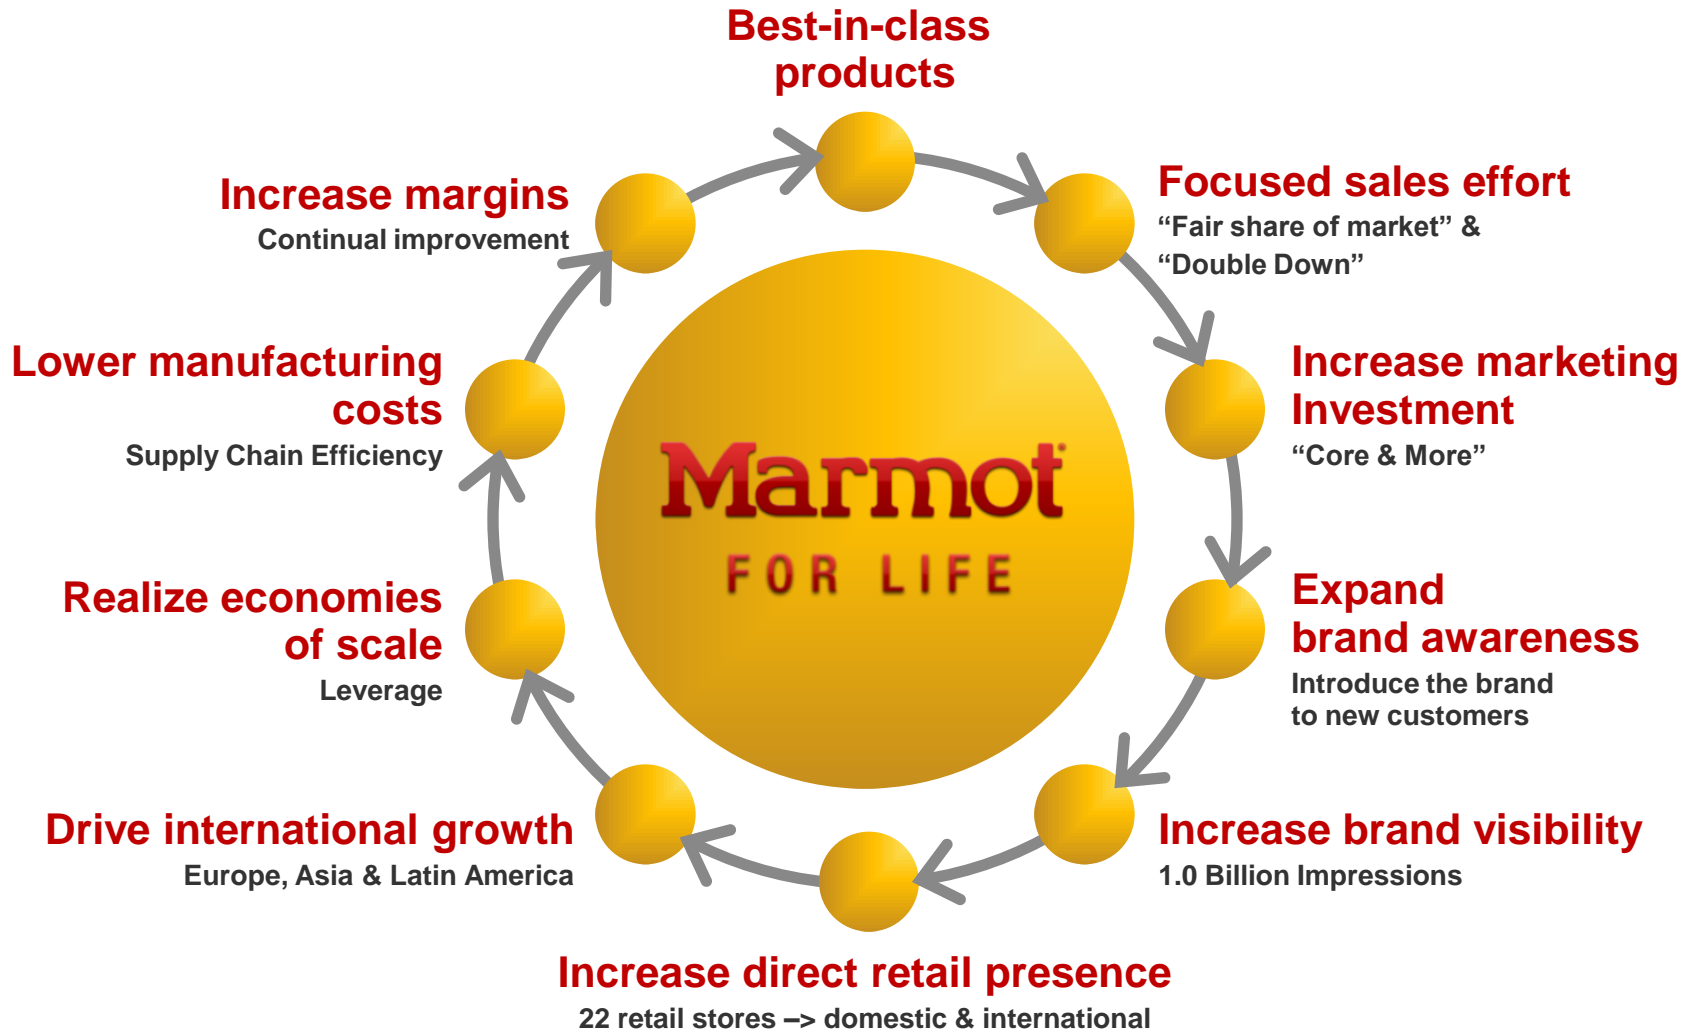 Best-in-class
products
Focused sales effort
“Fair share of market” &
“Double Down”
Increase marketing
Investment
“Core & More”
Expand
brand awareness
Introduce the brand
to new customers
Increase brand visibility
1.0 Billion Impressions
Increase direct retail presence
22 retail stores –> domestic & international
Drive international growth
Europe, Asia & Latin America
Realize economies
of scale
Leverage
Lower manufacturing
costs
Supply Chain Efficiency
Increase margins
Continual improvement
Marmot
FOR LIFE